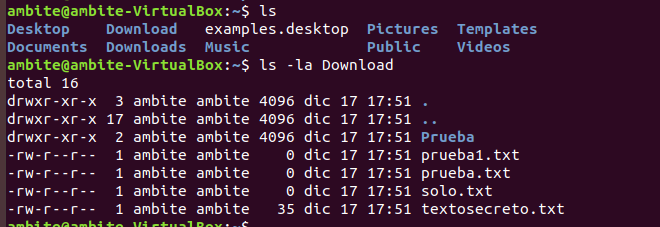 ambite@ambite-VirtualBox:~$ ls
Desktop    Download   examples.desktop  Pictures  Templates
Documents  Downloads  Music             Public    Videos
ambite@ambite-VirtualBox:~$ ls -la Download
total 16
drwxr-xr-x  3 ambite ambite 4096 dic 17 17:51 .
drwxr-xr-x 17 ambite ambite 4096 dic 17 17:51 ..
drwxr-xr-x  2 ambite ambite 4096 dic 17 17:51 Prueba
-rw-r--r--  1 ambite ambite    0 dic 17 17:51 prueba1.txt
-rw-r--r--  1 ambite ambite    0 dic 17 17:51 prueba.txt
-rw-r--r--  1 ambite ambite    0 dic 17 17:51 solo.txt
-rw-r--r--  1 ambite ambite   35 dic 17 17:51 textosecreto.txt
ambite@ambite-VirtualBox:~$